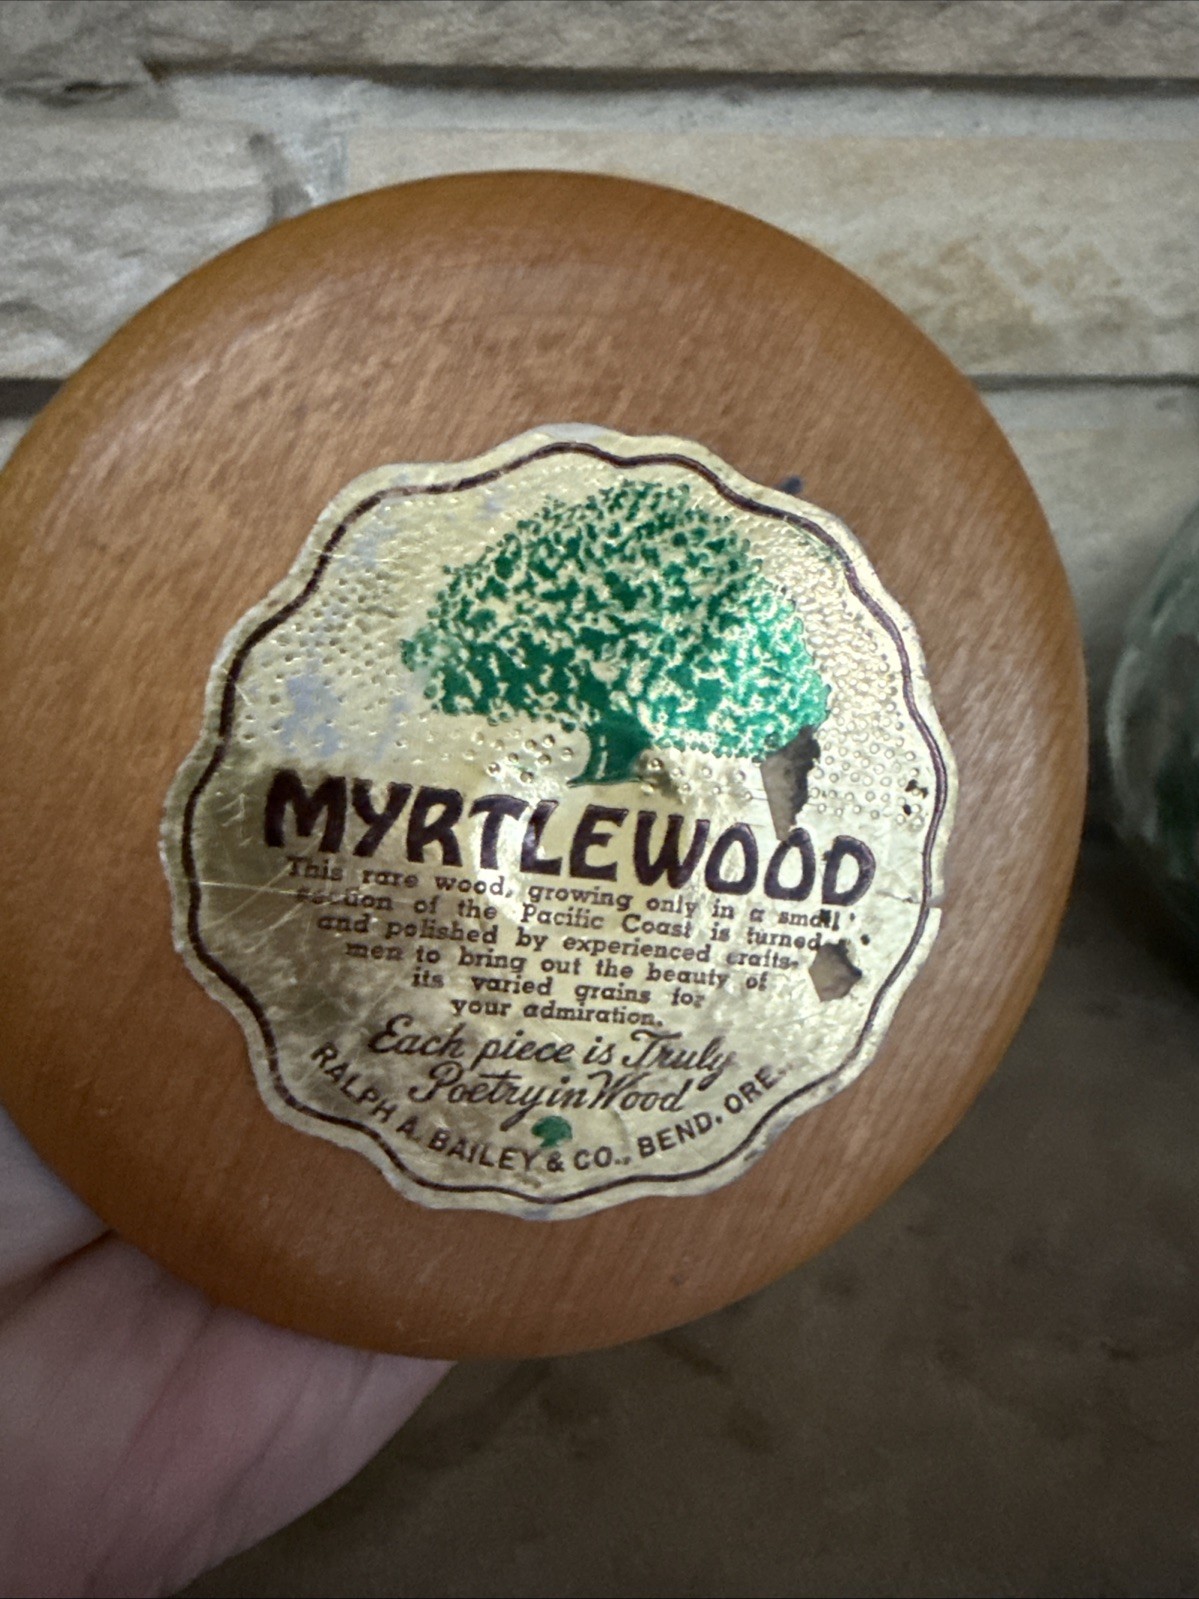 MYRTLEWOOD
This rare wood, growing only in a small
section of the Pacific Coast is turned
and polished by experienced crafts-
men to bring out the beauty of
its varied grains for
your admiration.
Each piece is Truly
Poetry in Wood
RALPH A. BAILEY & CO., BEND, ORE.